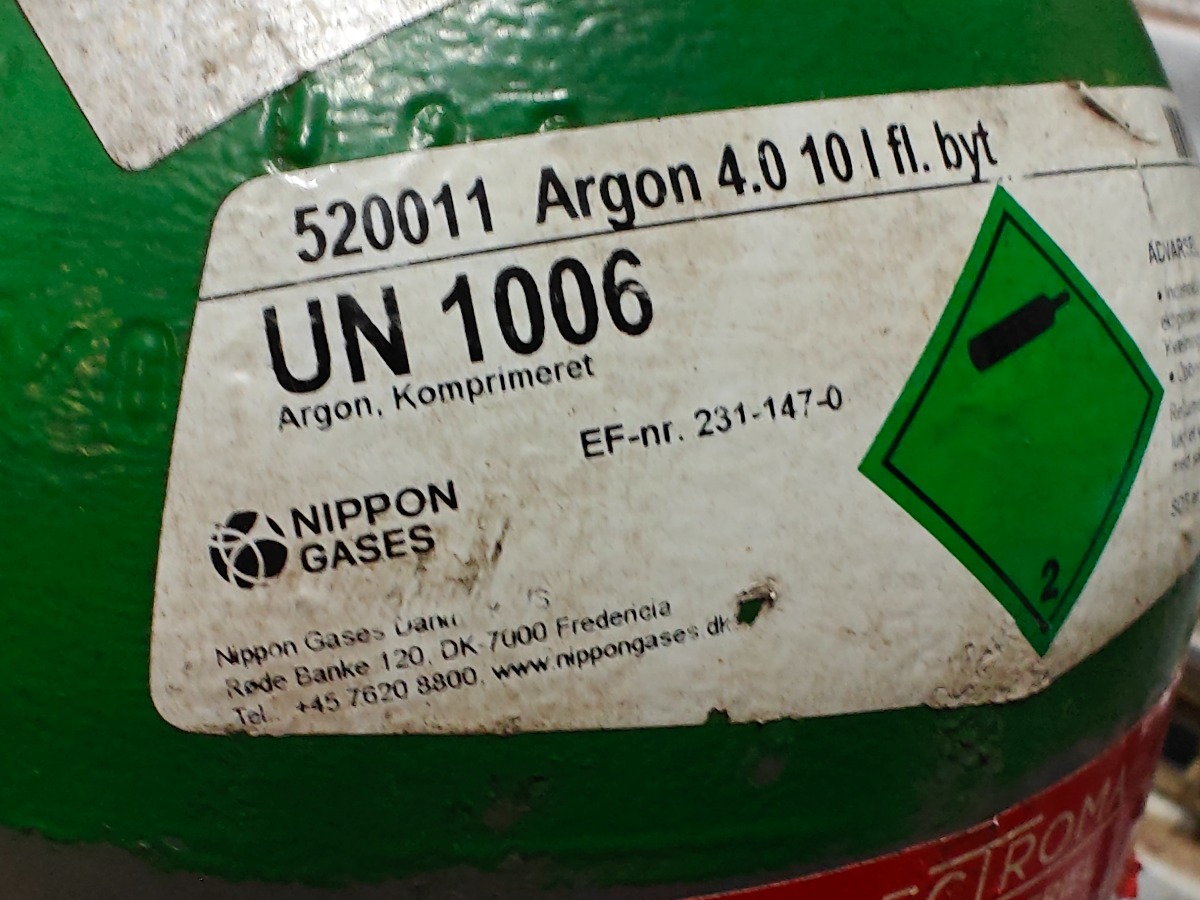 520011 Argon 4.0 10 l fl. byt
UN 1006
Argon, Komprimeret
EF-nr. 231-147-0
NIPPON
GASES
2
Nippon Gases
Røde Banke 120, DK-7000 Fredericia
Tel.: +45 7620 8800, www.nippongases.dk
ADVARSEL